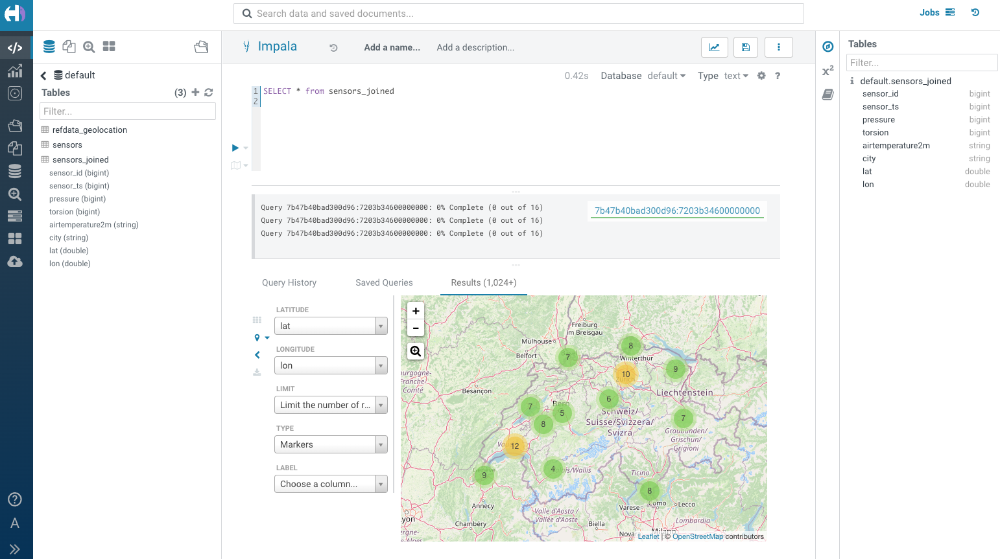 Search data and saved documents...
Jobs
Impala
Add a name...
Add a description...
default
Tables
(3)
Filter...
refdata_geolocation
sensors
sensors_joined
sensor_id (bigint)
sensor_ts (bigint)
pressure (bigint)
torsion (bigint)
airtemperature2m (string)
city (string)
lat (double)
lon (double)
A
0.42s
Database default
Type text
?
1 SELECT * from sensors_joined
2
Query 7b47b40bad300d96:7203b34600000000: 0% Complete (0 out of 16)
Query 7b47b40bad300d96:7203b34600000000: 0% Complete (0 out of 16)
Query 7b47b40bad300d96:7203b34600000000: 0% Complete (0 out of 16)
7b47b40bad300d96:7203b34600000000
Query History
Saved Queries
Results (1,024+)
LATITUDE
lat
LONGITUDE
lon
LIMIT
Limit the number of r...
TYPE
Markers
LABEL
Choose a column...
+
−
Freiburg
im Breisgau
Mulhouse
Belfort
7
8
Winterthur
10
Zürich
9
Liechtenstein
Besançon
6
7
Bern
5
8
Schweiz/
Suisse/Svizzera/
Svizra
7
Graubünden/
Grischun/
Grigioni
12
4
9
Genève
Ticino
8
Como
Lecco
Varese
Annecy
Chambéry
Valle d'Aosta /
Vallée d'Aoste
Biella
Lombardia
Nova
Milano
Leaflet | © OpenStreetMap contributors
x²
Tables
Filter...
default.sensors_joined
sensor_id bigint
sensor_ts bigint
pressure bigint
torsion bigint
airtemperature2m string
city string
lat double
lon double